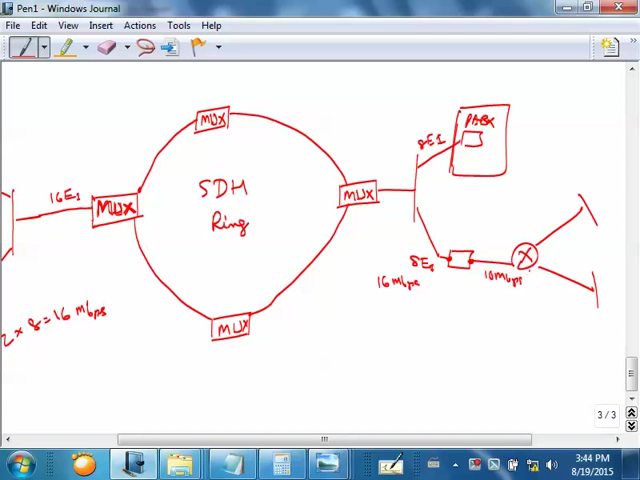 Pen1 - Windows Journal
File Edit View Insert Actions Tools Help
MUX
PABX
8E1
SDH
Ring
16E1
MUX
MUX
8E1
16mbps
10mbps
2 x 8 = 16 mbps
MUX
3 / 3
3:44 PM
8/19/2015